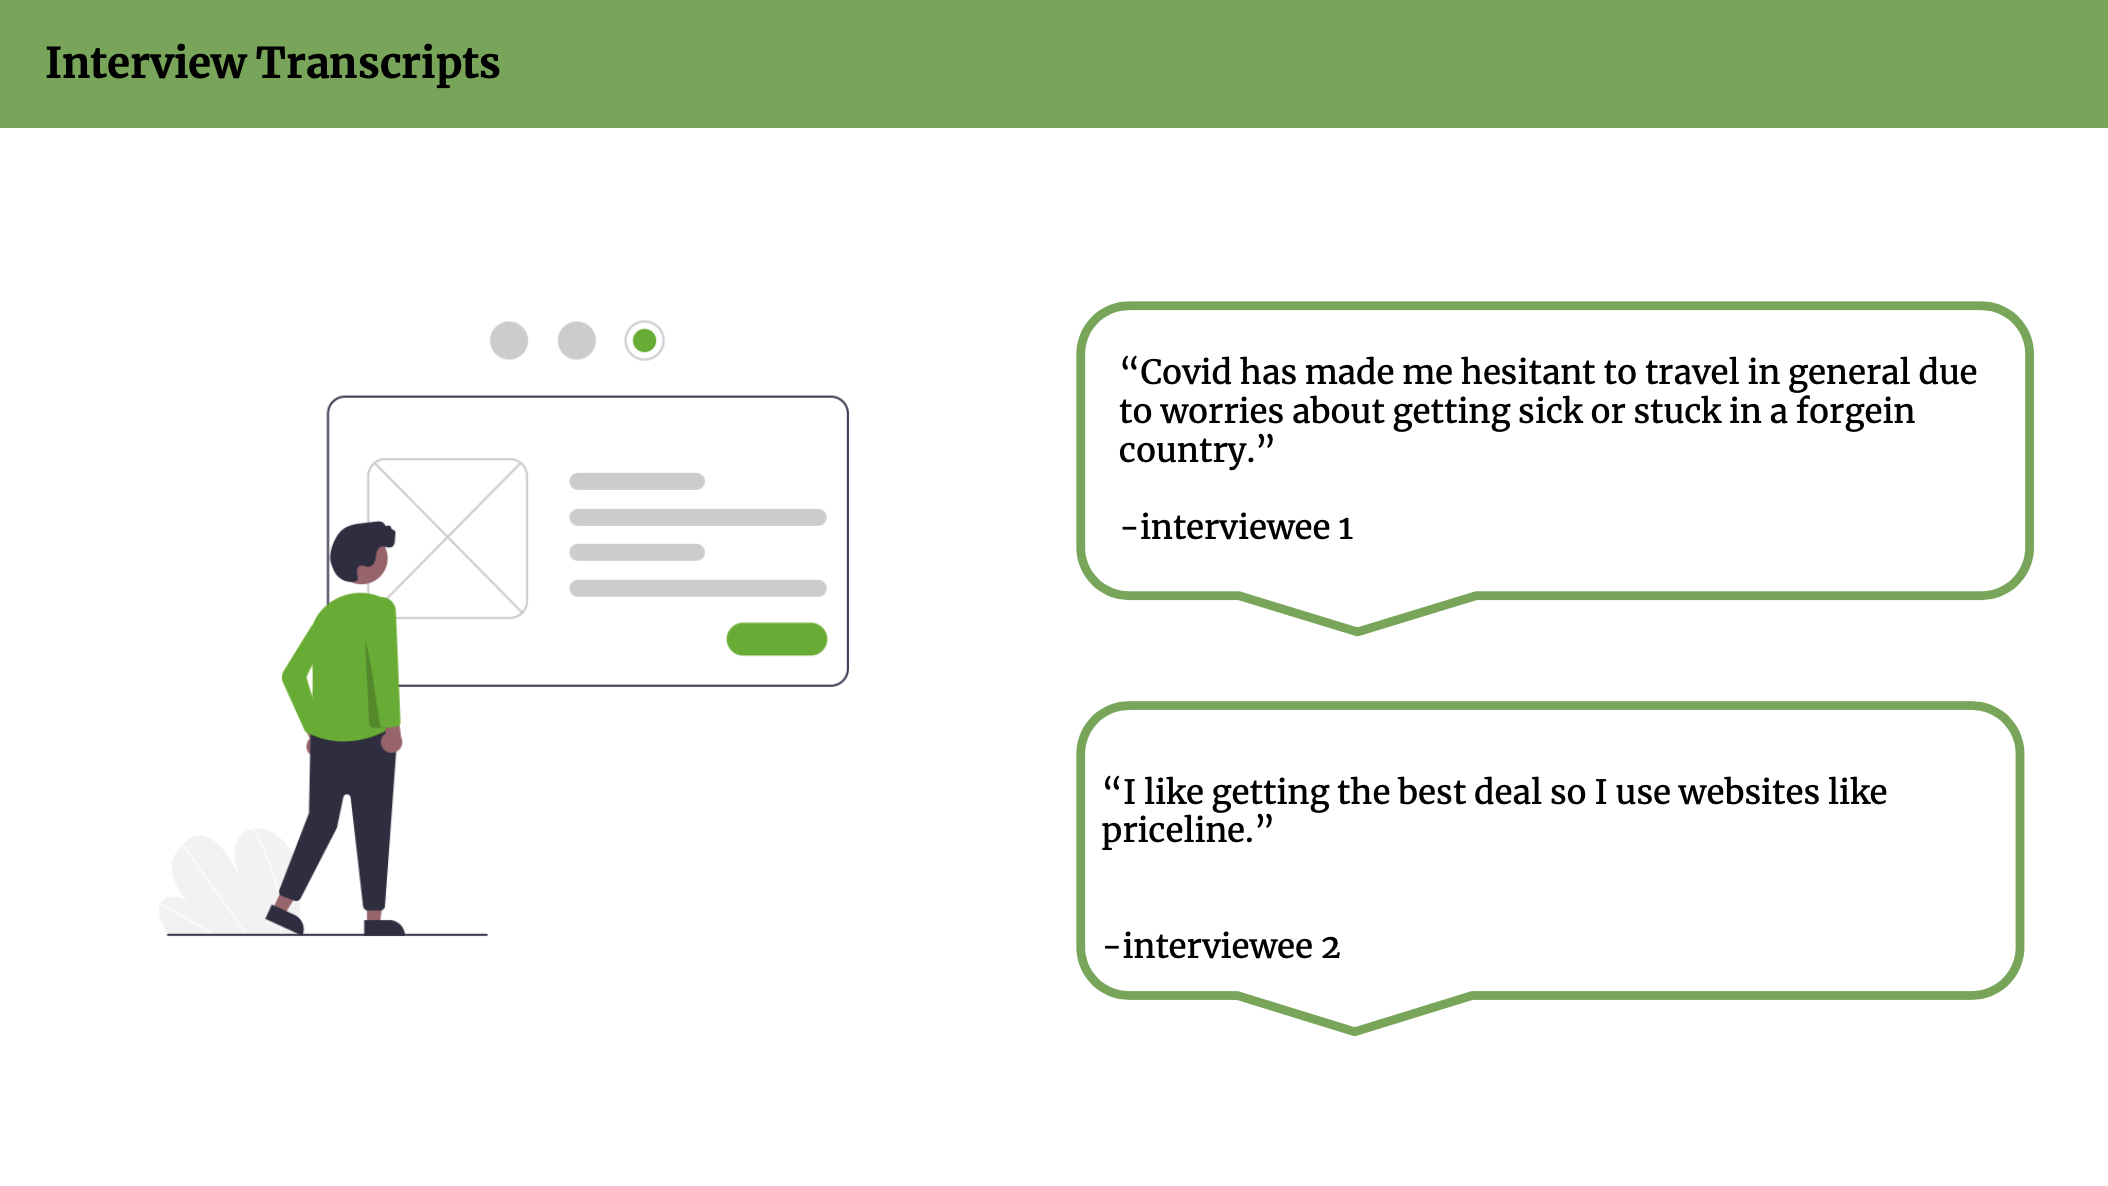 Interview Transcripts
“Covid has made me hesitant to travel in general due
to worries about getting sick or stuck in a forgein
country.”
-interviewee 1
“I like getting the best deal so I use websites like
priceline.”
-interviewee 2